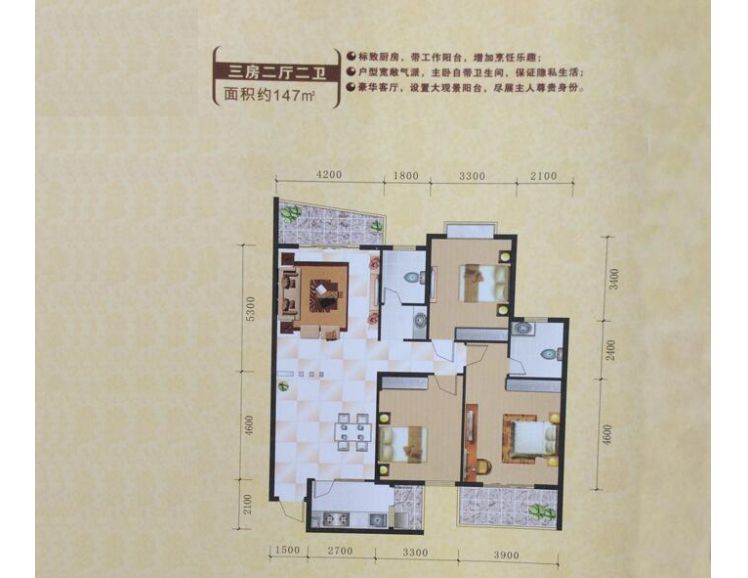 三房二厅二卫
面积约147㎡
●标致厨房，带工作阳台，增加烹饪乐趣；
●户型宽敞气派，主卧自带卫生间，保证隐私生活；
●豪华客厅，设置大观景阳台，尽展主人尊贵身份。
4200 1800 3300 2100
5300
4600
2100
3400
2400
4600
1500 2700 3300 3900